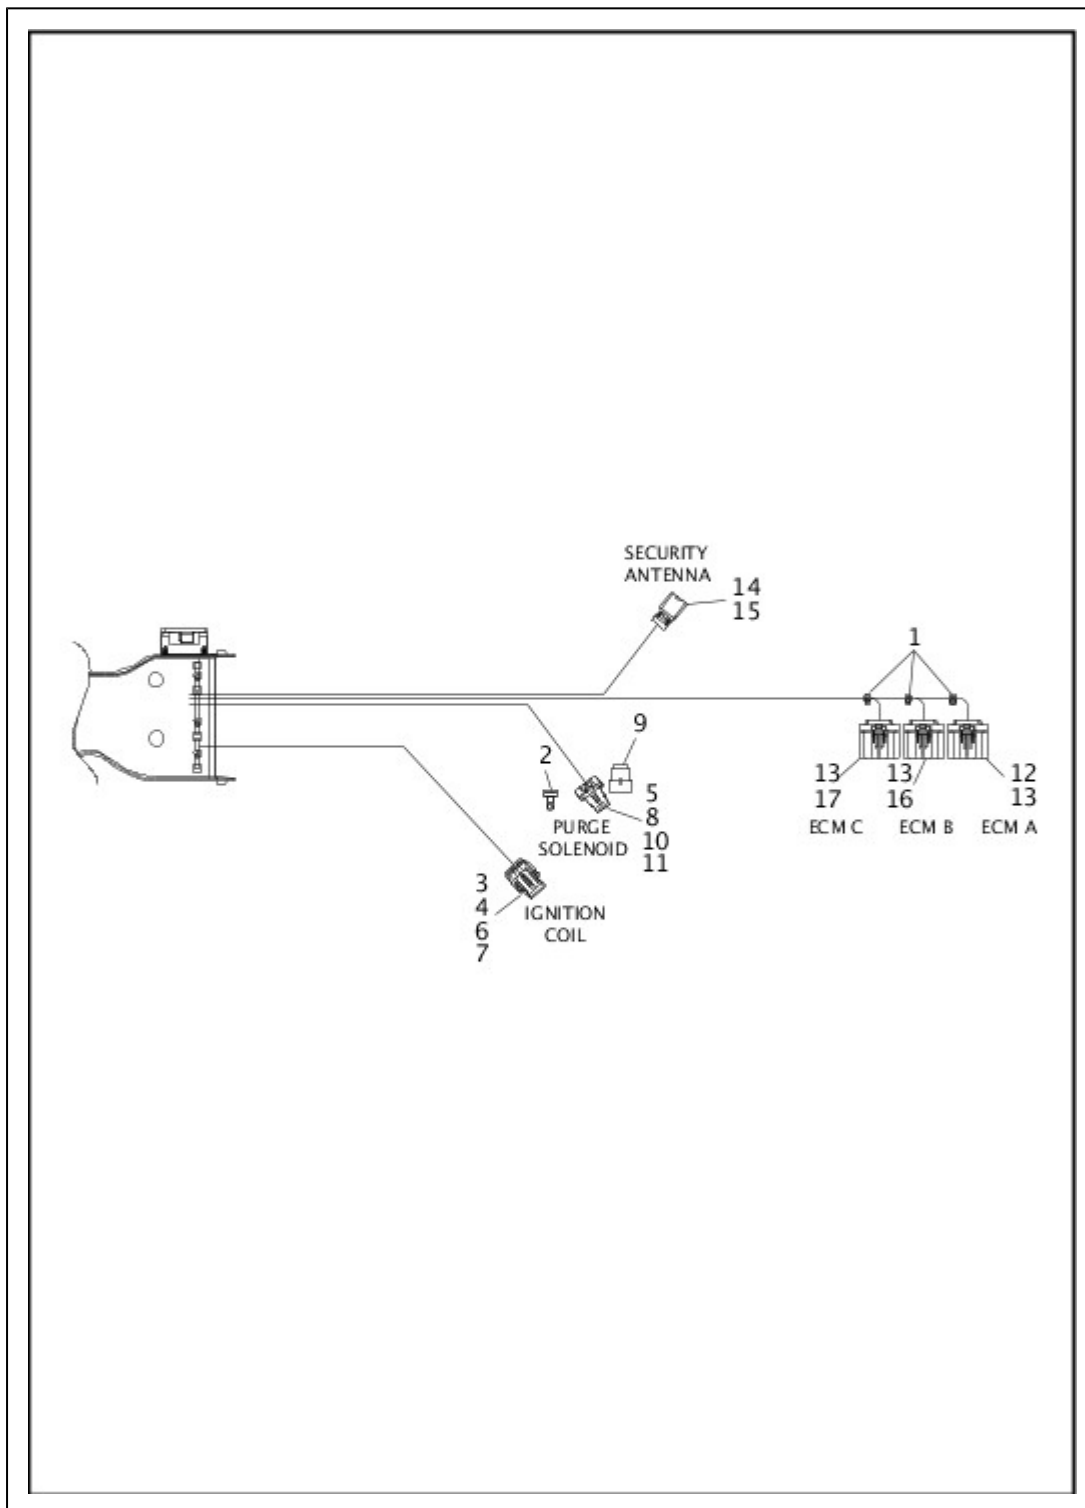 SECURITY
ANTENNA
14
15
1
9
2
5
8
10
11
PURGE
SOLENOID
13
17
13
16
12
13
ECM C
ECM B
ECM A
3
4
6
7
IGNITION
COIL